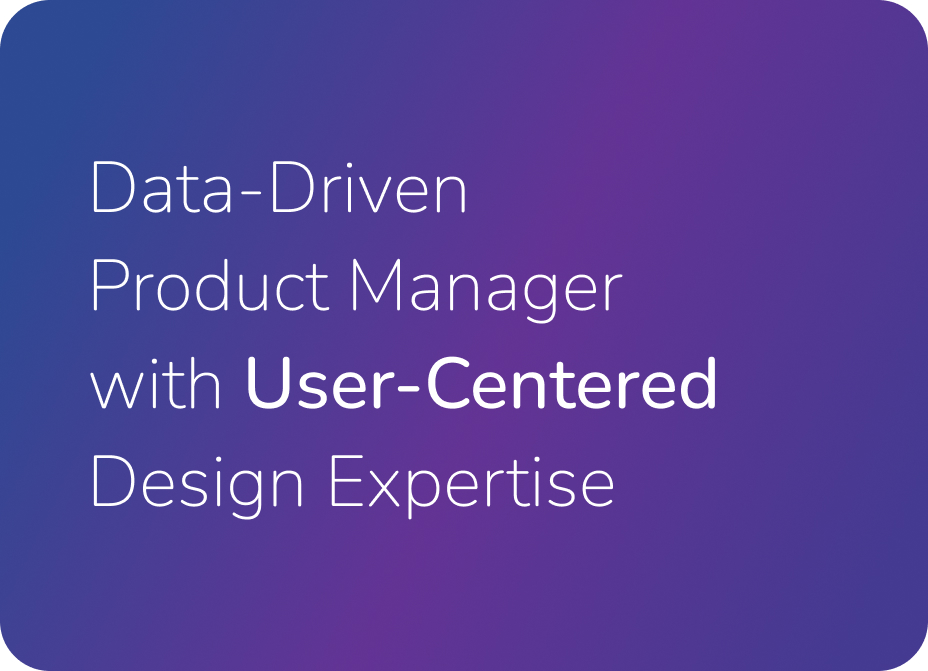 Data-Driven
Product Manager
with User-Centered
Design Expertise